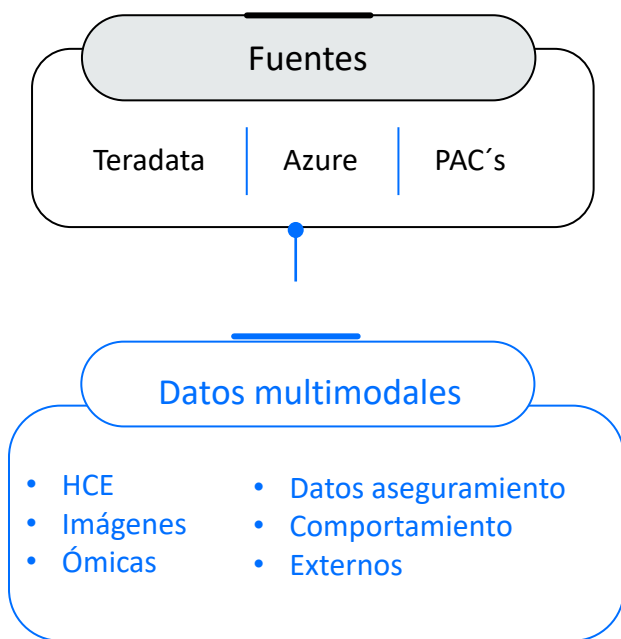 Fuentes
Teradata Azure PAC´s
Datos multimodales
• HCE
• Imágenes
• Ómicas
• Datos aseguramiento
• Comportamiento
• Externos